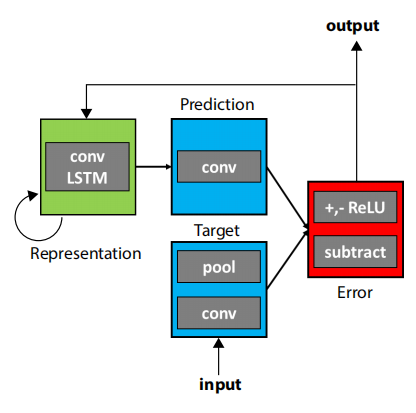 output
Prediction
conv
LSTM
conv
+,- ReLU
subtract
Representation
Target
pool
conv
Error
input